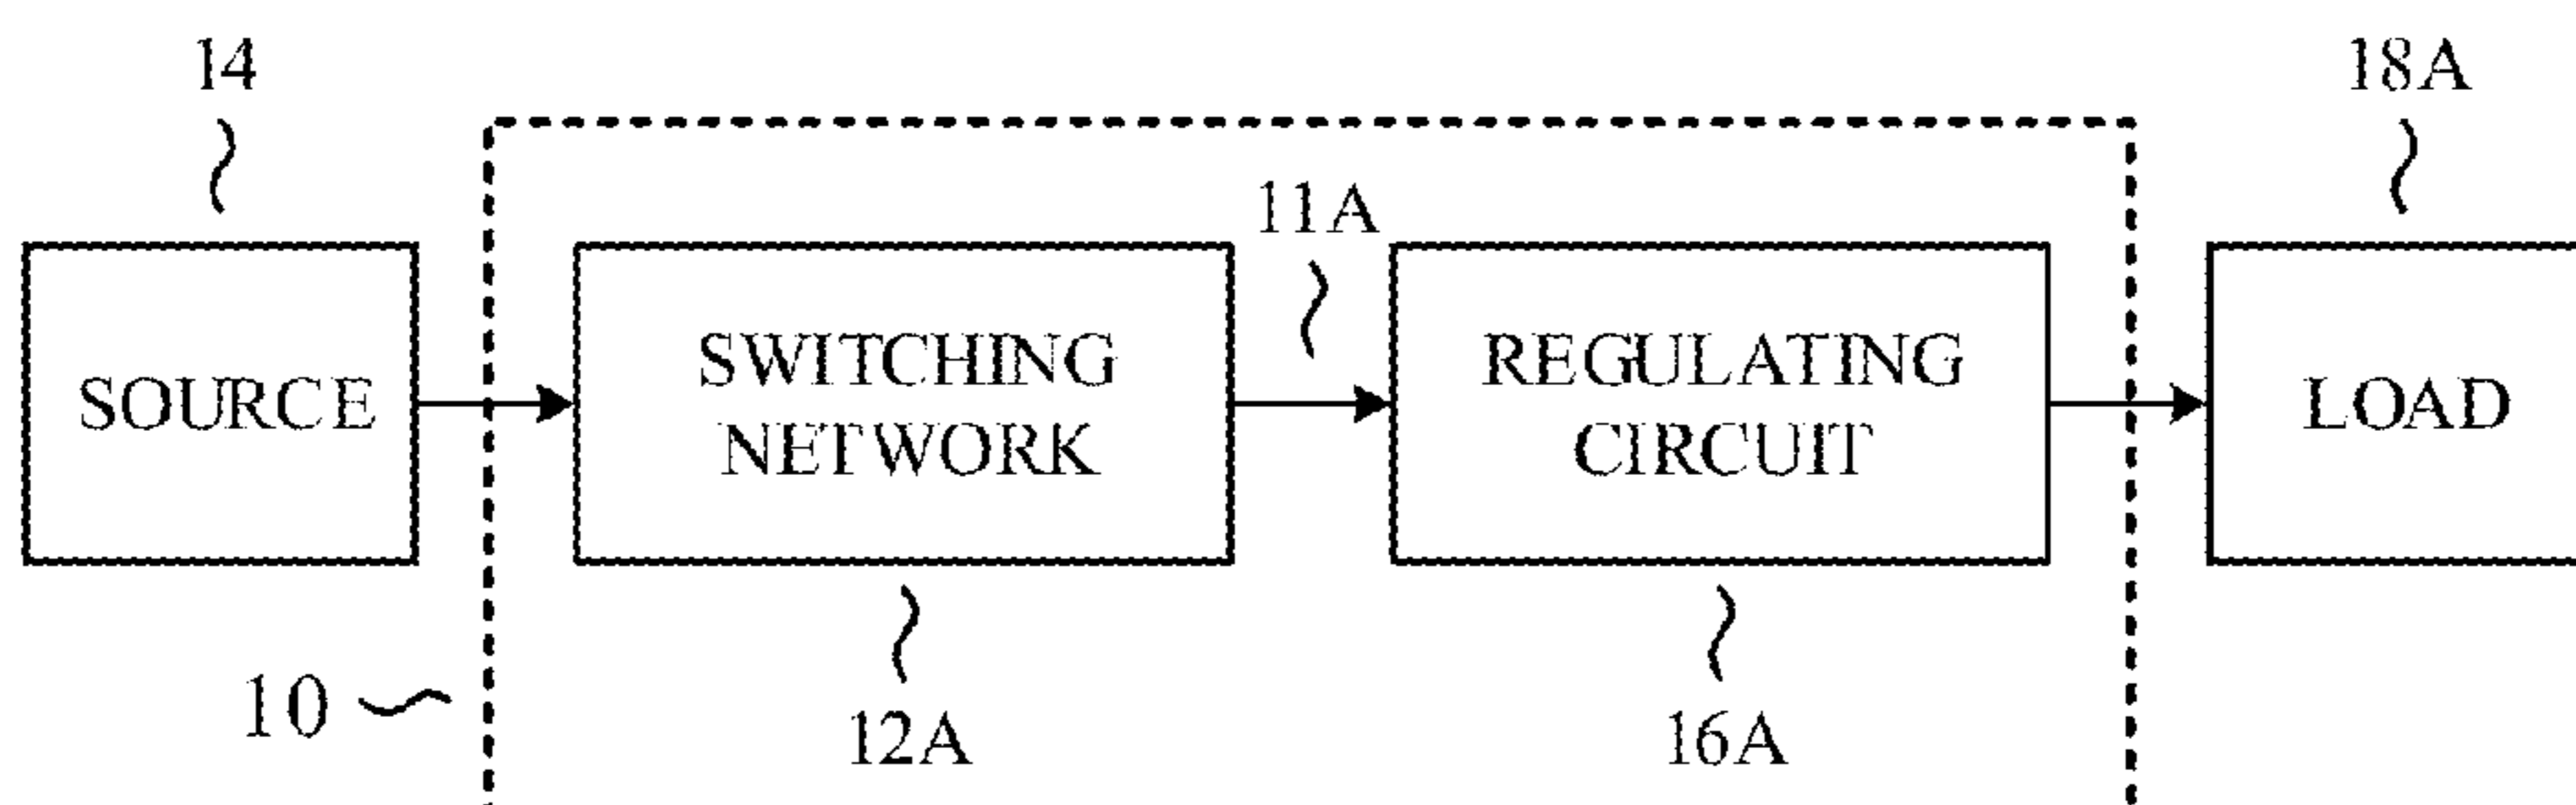 14
18A
11A
SOURCE
SWITCHING
NETWORK
REGULATING
CIRCUIT
LOAD
10
12A
16A